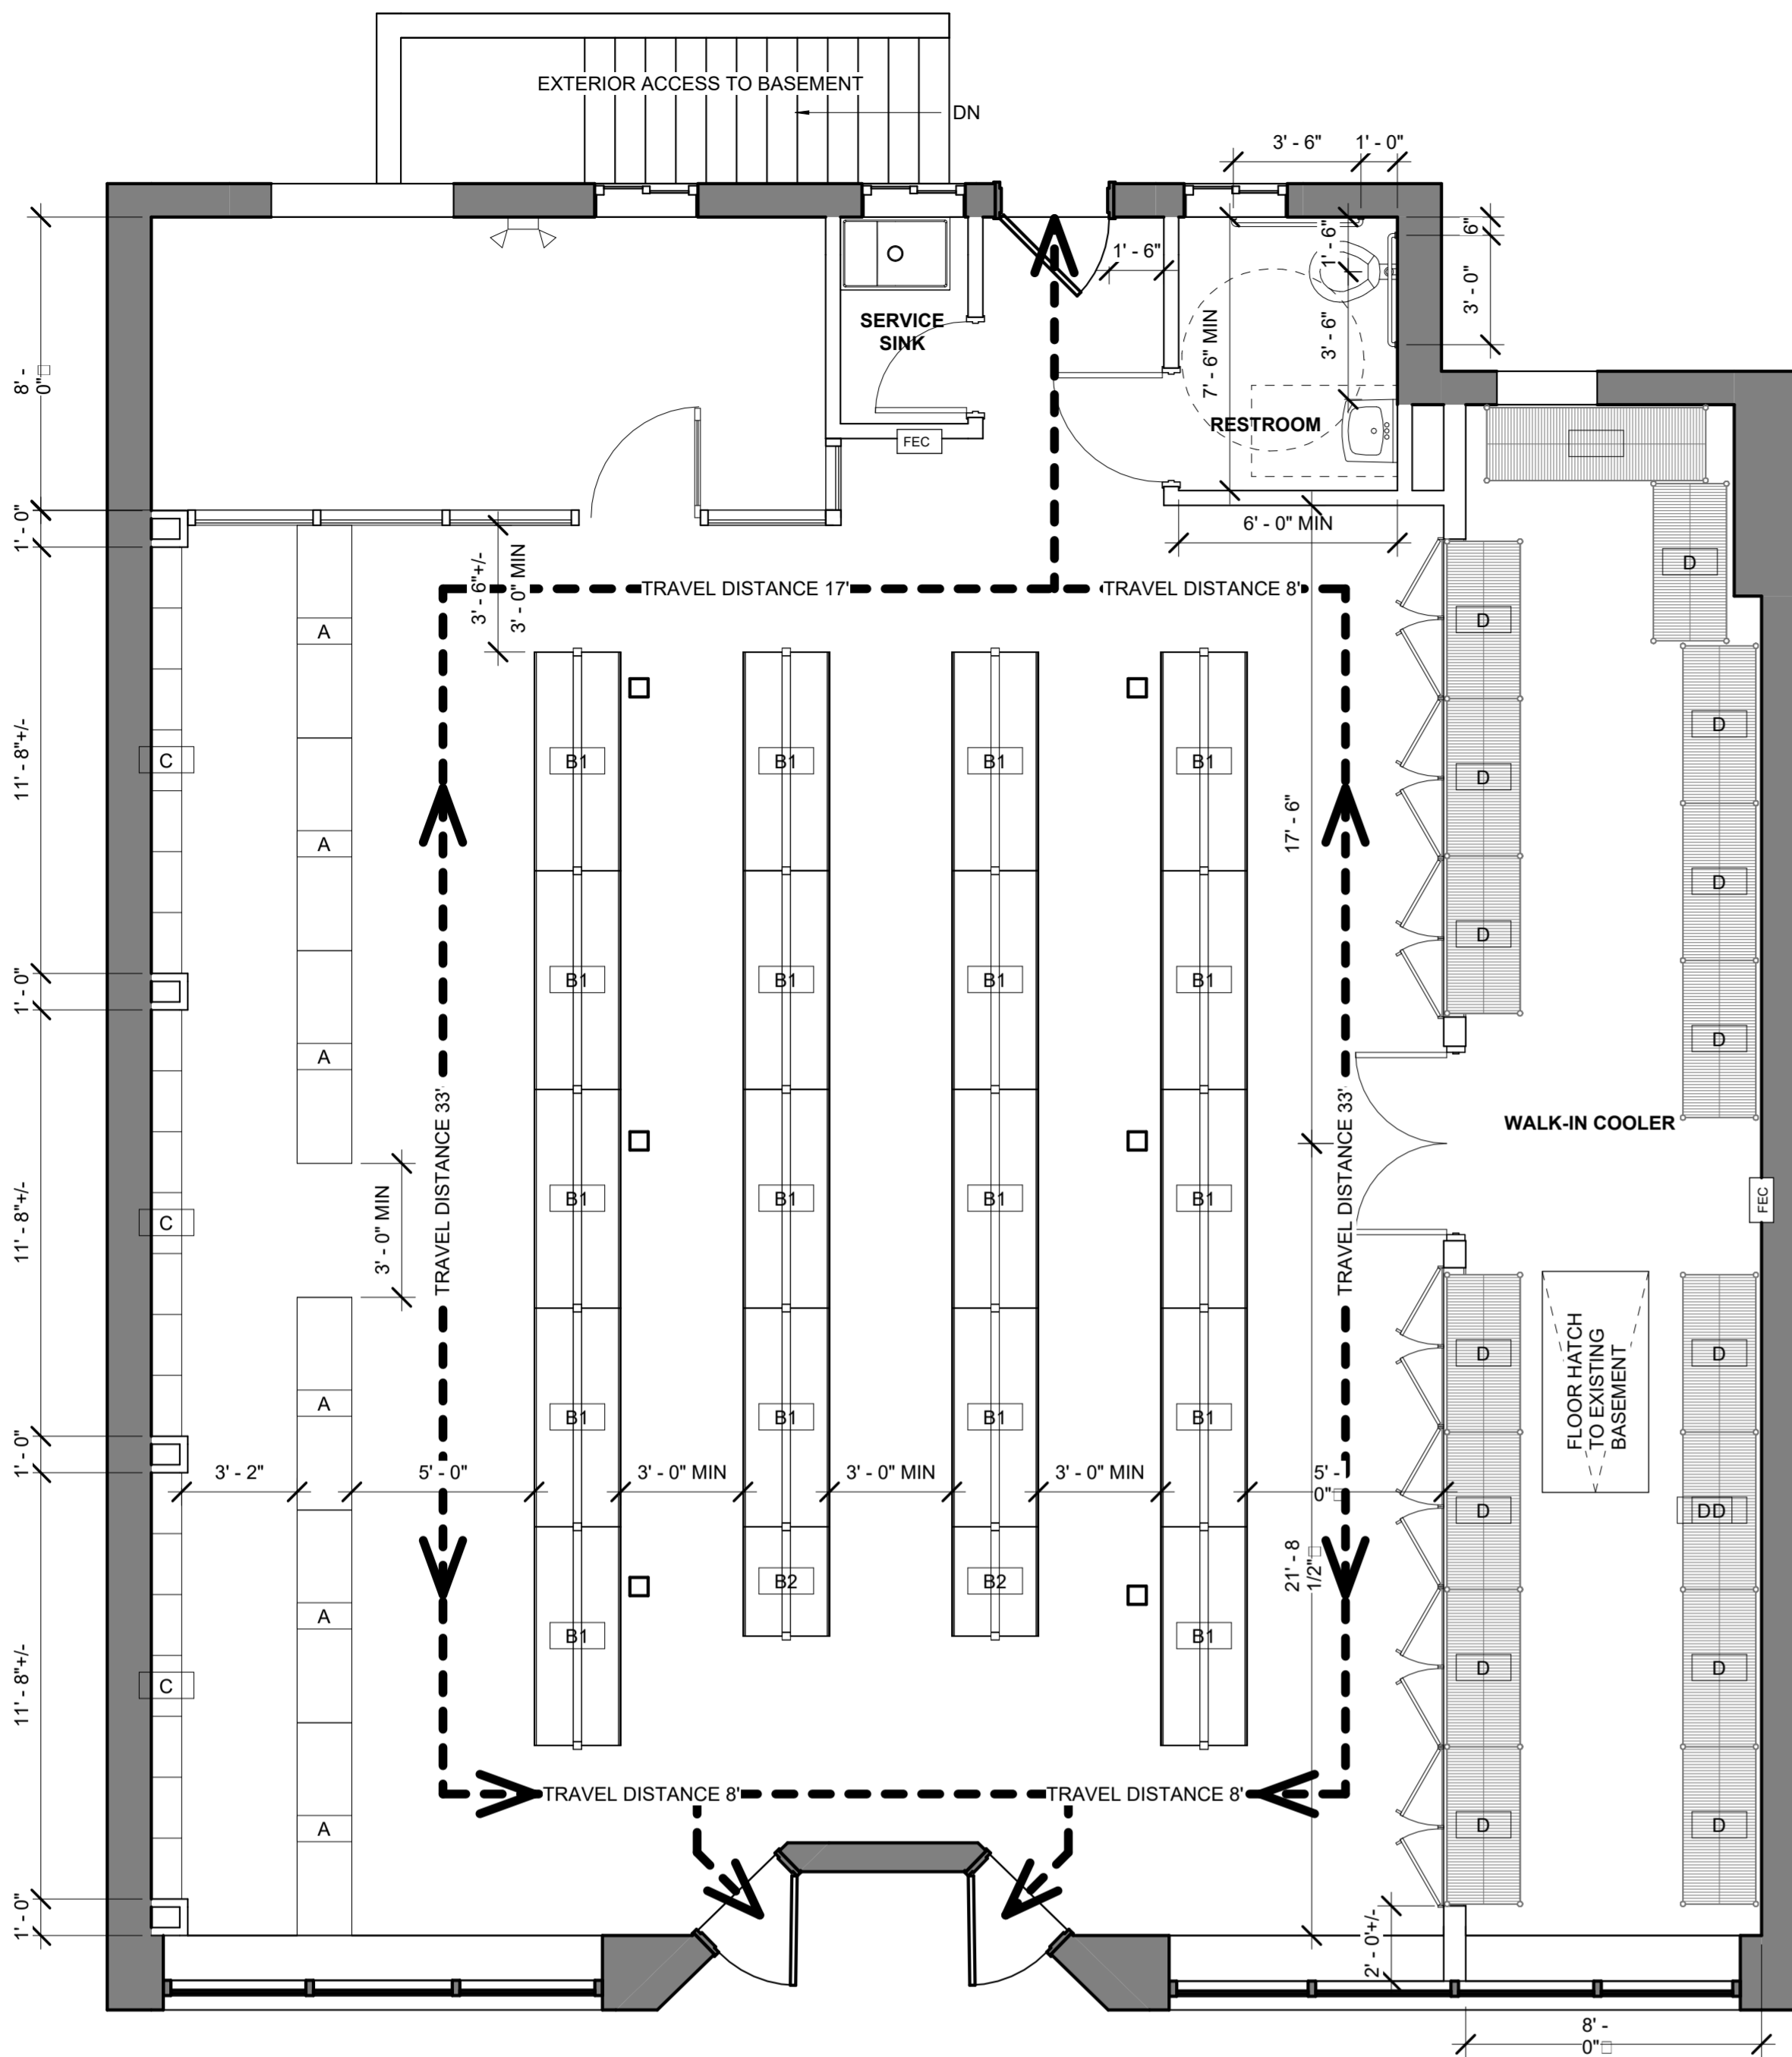 EXTERIOR ACCESS TO BASEMENT
DN
3' - 6"
1' - 0"
6"
3' - 0"
1' - 6"
1' - 6"
3' - 6"
7' - 6" MIN
SERVICE
SINK
RESTROOM
FEC
8' -
0"
1' - 0"
6' - 0" MIN
3' - 6"+/-
3' - 0" MIN
TRAVEL DISTANCE 17'
TRAVEL DISTANCE 8'
D
D
A
D
11' - 8"+/-
C
B1
B1
B1
B1
D
17' - 6"
A
D
D
1' - 0"
B1
B1
B1
B1
A
D
TRAVEL DISTANCE 33'
TRAVEL DISTANCE 33'
WALK-IN COOLER
11' - 8"+/-
C
3' - 0" MIN
B1
B1
B1
B1
FEC
D
FLOOR HATCH
TO EXISTING
BASEMENT
D
A
B1
B1
B1
B1
1' - 0"
3' - 2"
5' - 0"
3' - 0" MIN
3' - 0" MIN
3' - 0" MIN
5' -
0"
D
DD
21' - 8
1/2"
B2
B2
A
B1
B1
11' - 8"+/-
C
D
D
TRAVEL DISTANCE 8'
TRAVEL DISTANCE 8'
A
D
D
1' - 0"
2' - 0"+/-
8' -
0"